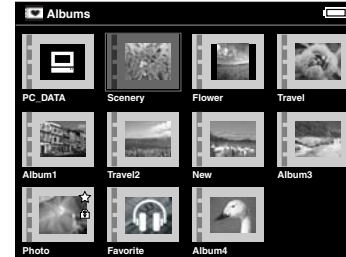 Albums
PC_DATA Scenery Flower Travel
Album1 Travel2 New Album3
Photo Favorite Album4